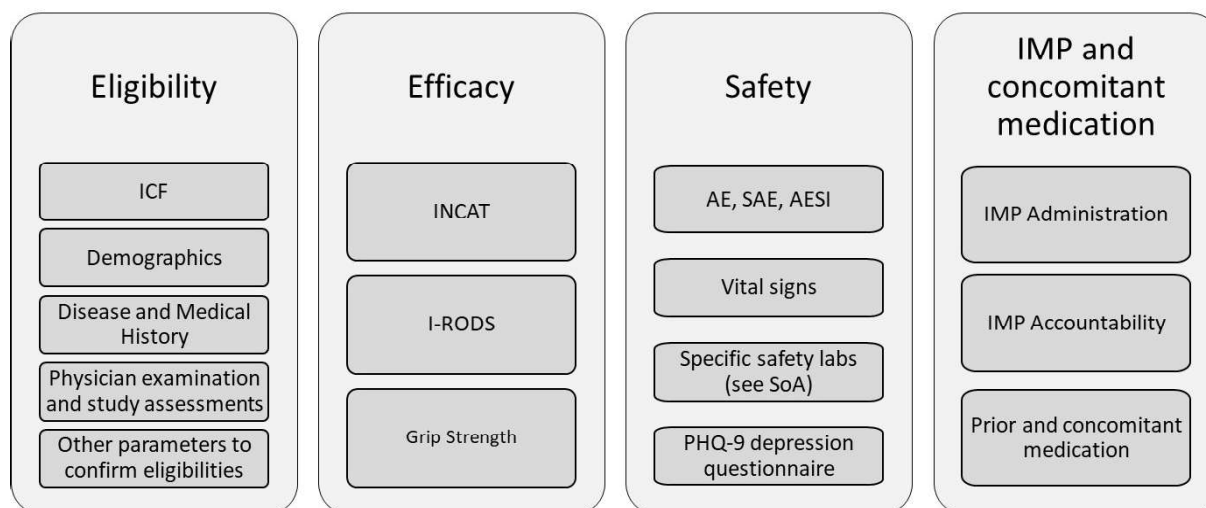 Eligibility
ICF
Demographics
Disease and Medical
History
Physician examination
and study assessments
Other parameters to
confirm eligibilities
Efficacy
INCAT
I-RODS
Grip Strength
Safety
AE, SAE, AESI
Vital signs
Specific safety labs
(see SoA)
PHQ-9 depression
questionnaire
IMP and
concomitant
medication
IMP Administration
IMP Accountability
Prior and concomitant
medication